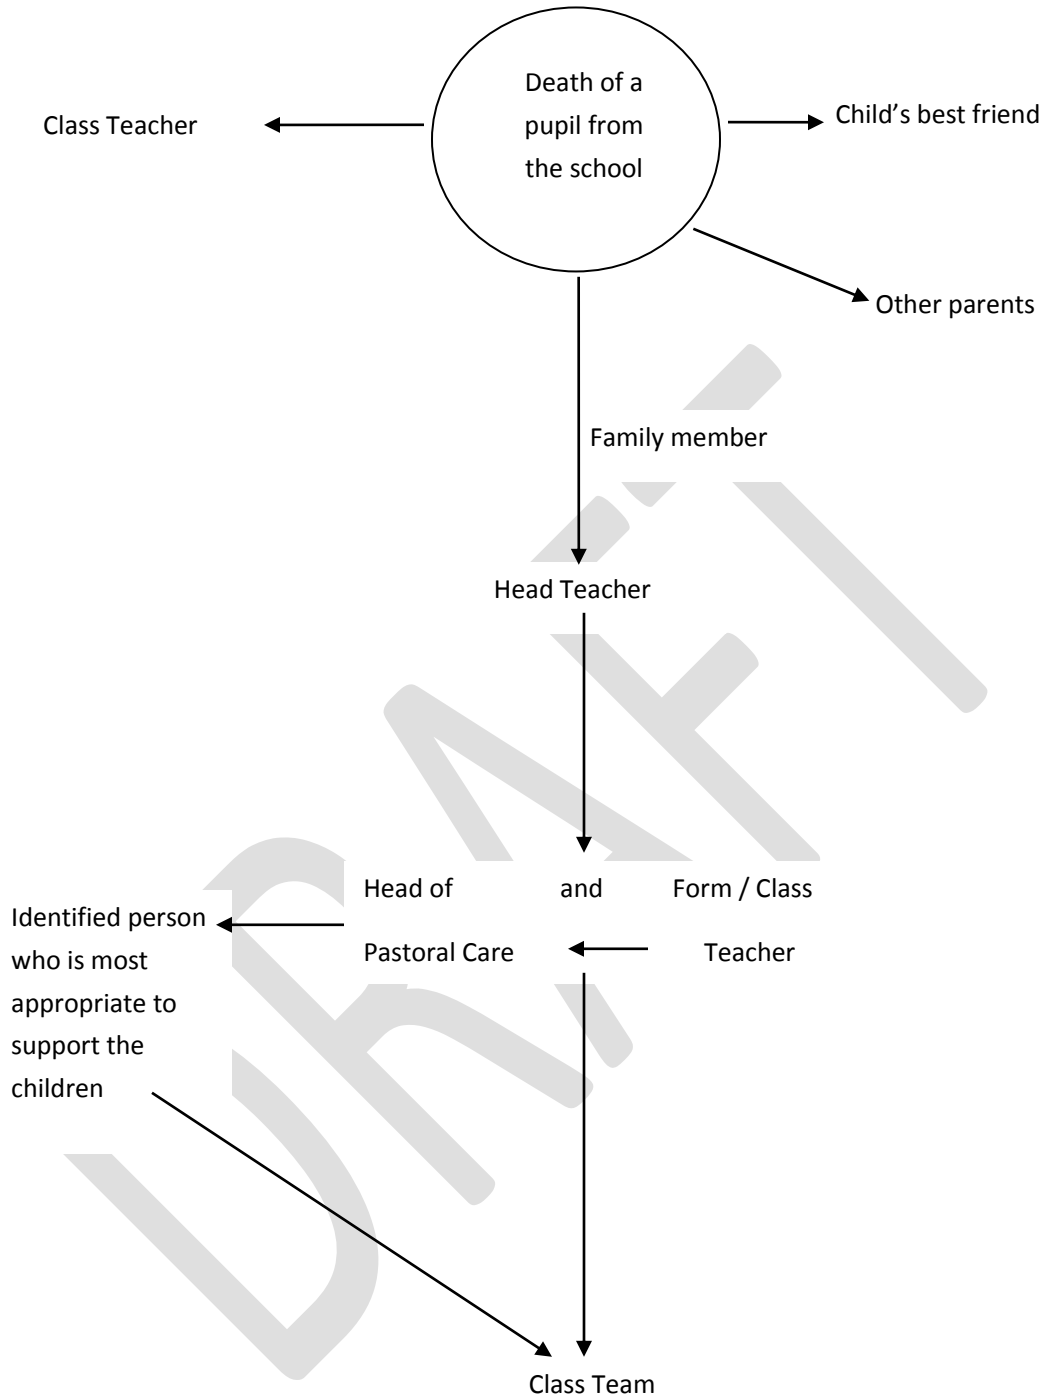 Death of a
pupil from
the school
Class Teacher
Child’s best friend
Other parents
Family member
Head Teacher
Head of and Form / Class
Pastoral Care Teacher
Identified person
who is most
appropriate to
support the
children
Class Team
DRAFT